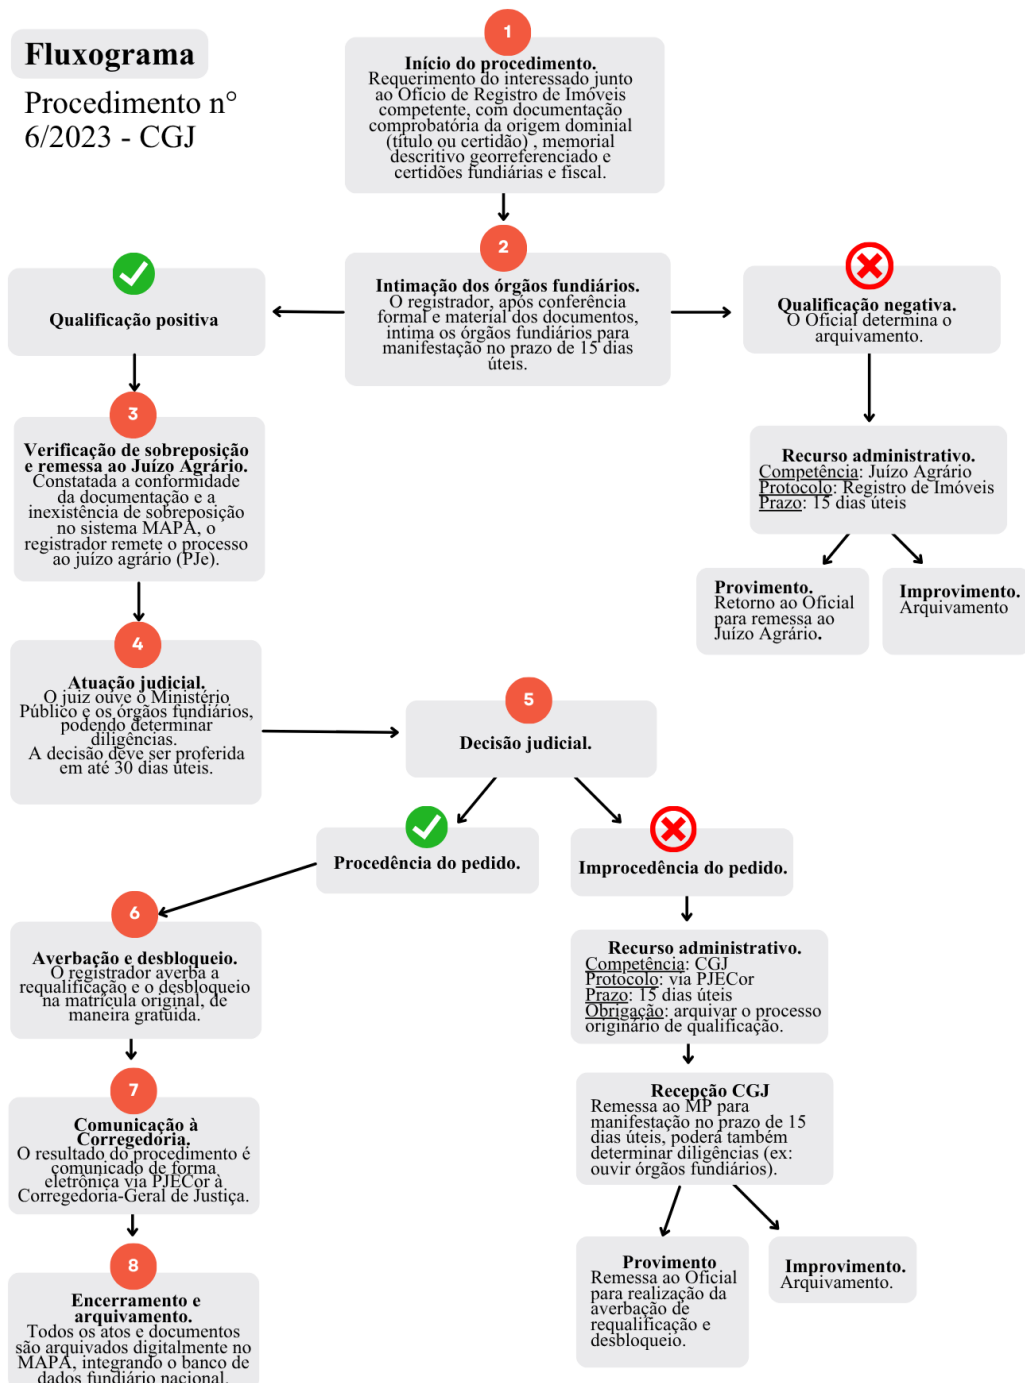 Fluxograma
Procedimento n°
6/2023 - CGJ
1
Início do procedimento.
Requerimento do interessado junto
ao Ofício de Registro de Imóveis
competente, com documentação
comprobatória da origem dominial
(título ou certidão) , memorial
descritivo georreferenciado e
certidões fundiárias e fiscal.
2
Intimação dos órgãos fundiários.
O registrador, após conferência
formal e material dos documentos,
intima os órgãos fundiários para
manifestação no prazo de 15 dias
úteis.
Qualificação positiva
Qualificação negativa.
O Oficial determina o
arquivamento.
3
Verificação de sobreposição
e remessa ao Juízo Agrário.
Constatada a conformidade
da documentação e a
inexistência de sobreposição
no sistema MAPA, o
registrador remete o processo
ao juízo agrário (PJe).
Recurso administrativo.
Competência: Juízo Agrário
Protocolo: Registro de Imóveis
Prazo: 15 dias úteis
Provimento.
Retorno ao Oficial
para remessa ao
Juízo Agrário.
Improvimento.
Arquivamento
4
Atuação judicial.
O juiz ouve o Ministério
Público e os órgãos fundiários,
podendo determinar
diligências.
A decisão deve ser proferida
em até 30 dias úteis.
5
Decisão judicial.
Procedência do pedido.
Improcedência do pedido.
6
Averbação e desbloqueio.
O registrador averba a
requalificação e o desbloqueio
na matrícula original, de
maneira gratuita.
Recurso administrativo.
Competência: CGJ
Protocolo: via PJECor
Prazo: 15 dias úteis
Obrigação: arquivar o processo
originário de qualificação.
7
Comunicação à
Corregedoria.
O resultado do procedimento é
comunicado de forma
eletrônica via PJECor à
Corregedoria-Geral de Justiça.
Recepção CGJ
Remessa ao MP para
manifestação no prazo de 15
dias úteis, poderá também
determinar diligências (ex:
ouvir órgãos fundiários).
Provimento
Remessa ao Oficial
para realização da
averbação de
requalificação e
desbloqueio.
Improvimento.
Arquivamento.
8
Encerramento e
arquivamento.
Todos os atos e documentos
são arquivados digitalmente no
MAPA, integrando o banco de
dados fundiário nacional.